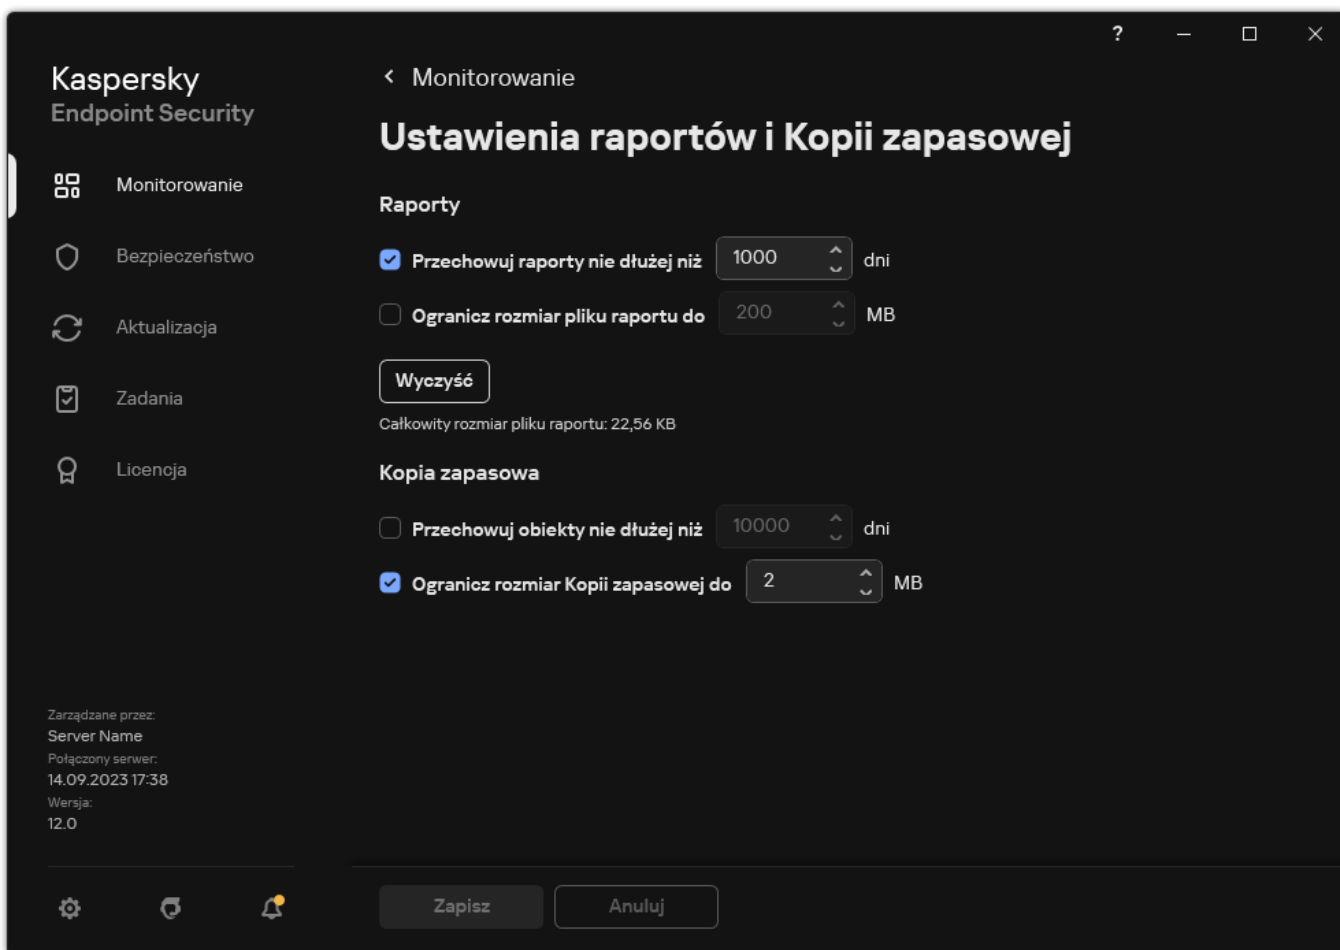 ?
Kaspersky
Endpoint Security
Monitorowanie
Bezpieczeństwo
Aktualizacja
Zadania
Licencja
Zarządzane przez:
Server Name
Połączony serwer:
14.09.2023 17:38
Wersja:
12.0
Monitorowanie
Ustawienia raportów i Kopii zapasowej
Raporty
Przechowuj raporty nie dłużej niż 1000 dni
Ogranicz rozmiar pliku raportu do 200 MB
Wyczyść
Całkowity rozmiar pliku raportu: 22,56 KB
Kopia zapasowa
Przechowuj obiekty nie dłużej niż 10000 dni
Ogranicz rozmiar Kopii zapasowej do 2 MB
Zapisz
Anuluj